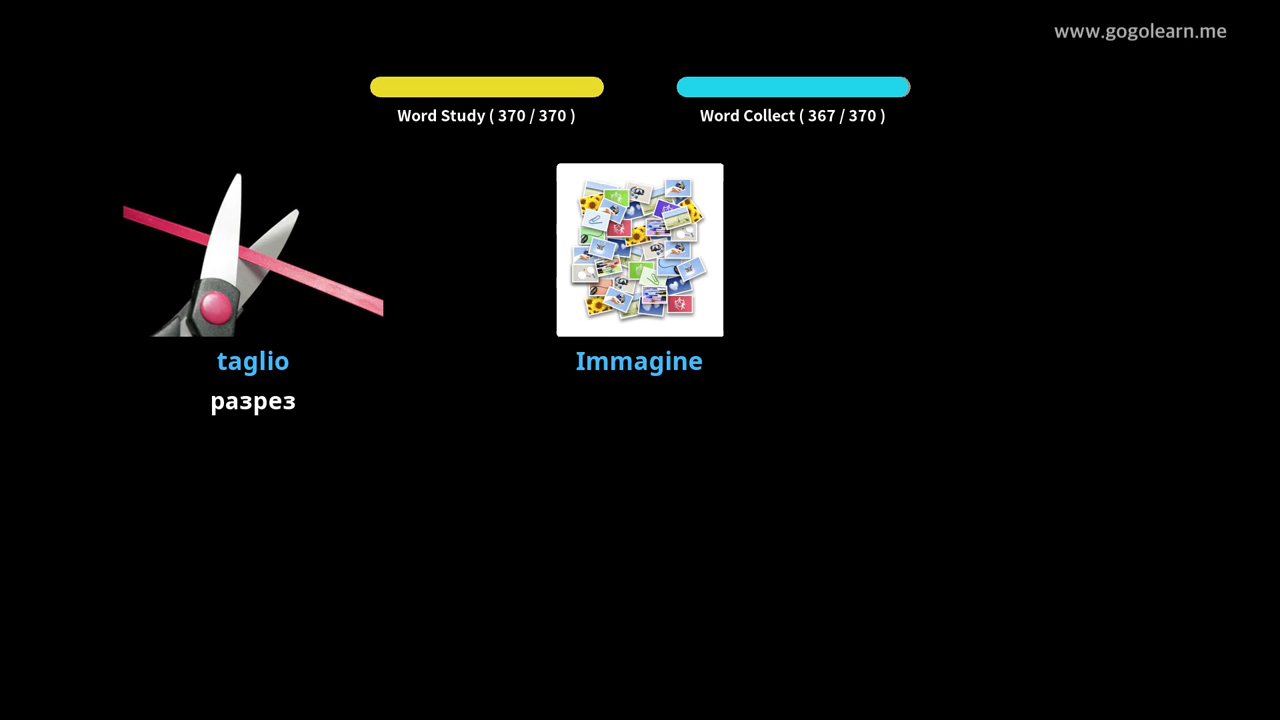 www.gogolearn.me
Word Study ( 370 / 370 )
Word Collect ( 367 / 370 )
taglio
Immagine
разрез